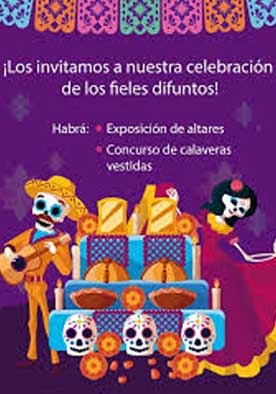 ¡Los invitamos a nuestra celebración
de los fieles difuntos!
Habrá: • Exposición de altares
• Concurso de calaveras
vestidas